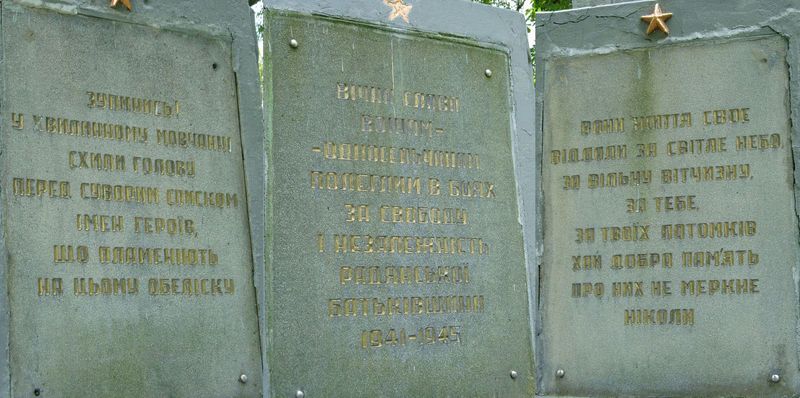 ЗУПИНИСЬ!
У ХВИЛИННОМУ МОВЧАННІ
СХИЛИ ГОЛОВУ
ПЕРЕД СУВОРИМ СПИСКОМ
ІМЕН ГЕРОЇВ,
ЩО ПЛАМЕНІЮТЬ
НА ЦЬОМУ ОБЕЛІСКУ
ВІЧНА СЛАВА
ВОЇНАМ-
-ОДНОСЕЛЬЧАНАМ
ПОЛЕГЛИМ В БОЯХ
ЗА СВОБОДУ
І НЕЗАЛЕЖНІСТЬ
РАДЯНСЬКОЇ
БАТЬКІВЩИНИ
1941-1945
ВОНИ ЖИТТЯ СВОЄ
ВІДДАЛИ ЗА СВІТЛЕ НЕБО,
ЗА ВІЛЬНУ ВІТЧИЗНУ,
ЗА ТЕБЕ,
ЗА ТВОЇХ ПОТОМКІВ
ХАЙ ДОБРА ПАМ'ЯТЬ
ПРО НИХ НЕ МЕРКНЕ
НІКОЛИ